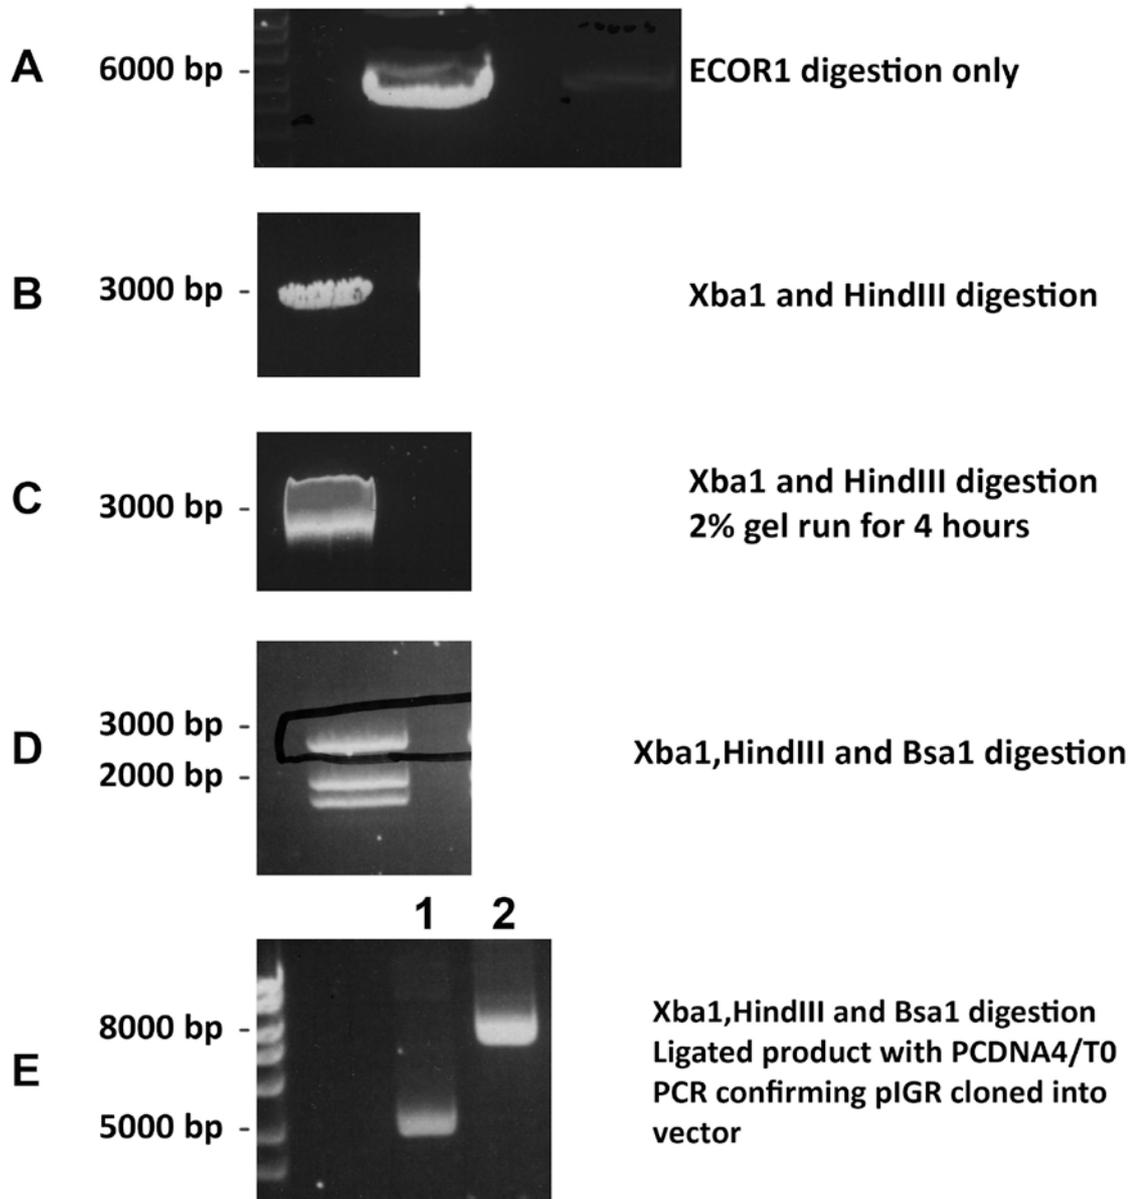 A 6000 bp - ECOR1 digestion only
B 3000 bp - Xba1 and HindIII digestion
C 3000 bp - Xba1 and HindIII digestion
2% gel run for 4 hours
D 3000 bp -
2000 bp -
Xba1,HindIII and Bsa1 digestion
1 2
E 8000 bp -
5000 bp -
Xba1,HindIII and Bsa1 digestion
Ligated product with PCDNA4/T0
PCR confirming pIGR cloned into
vector